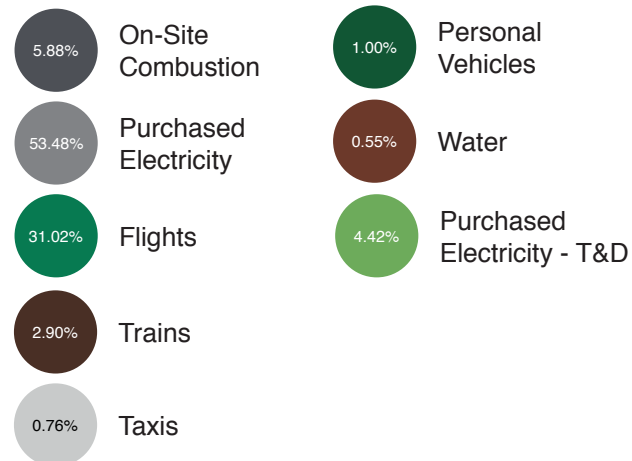 5.88%
On-Site
Combustion
53.48%
Purchased
Electricity
31.02%
Flights
2.90%
Trains
0.76%
Taxis
1.00%
Personal
Vehicles
0.55%
Water
4.42%
Purchased
Electricity - T&D